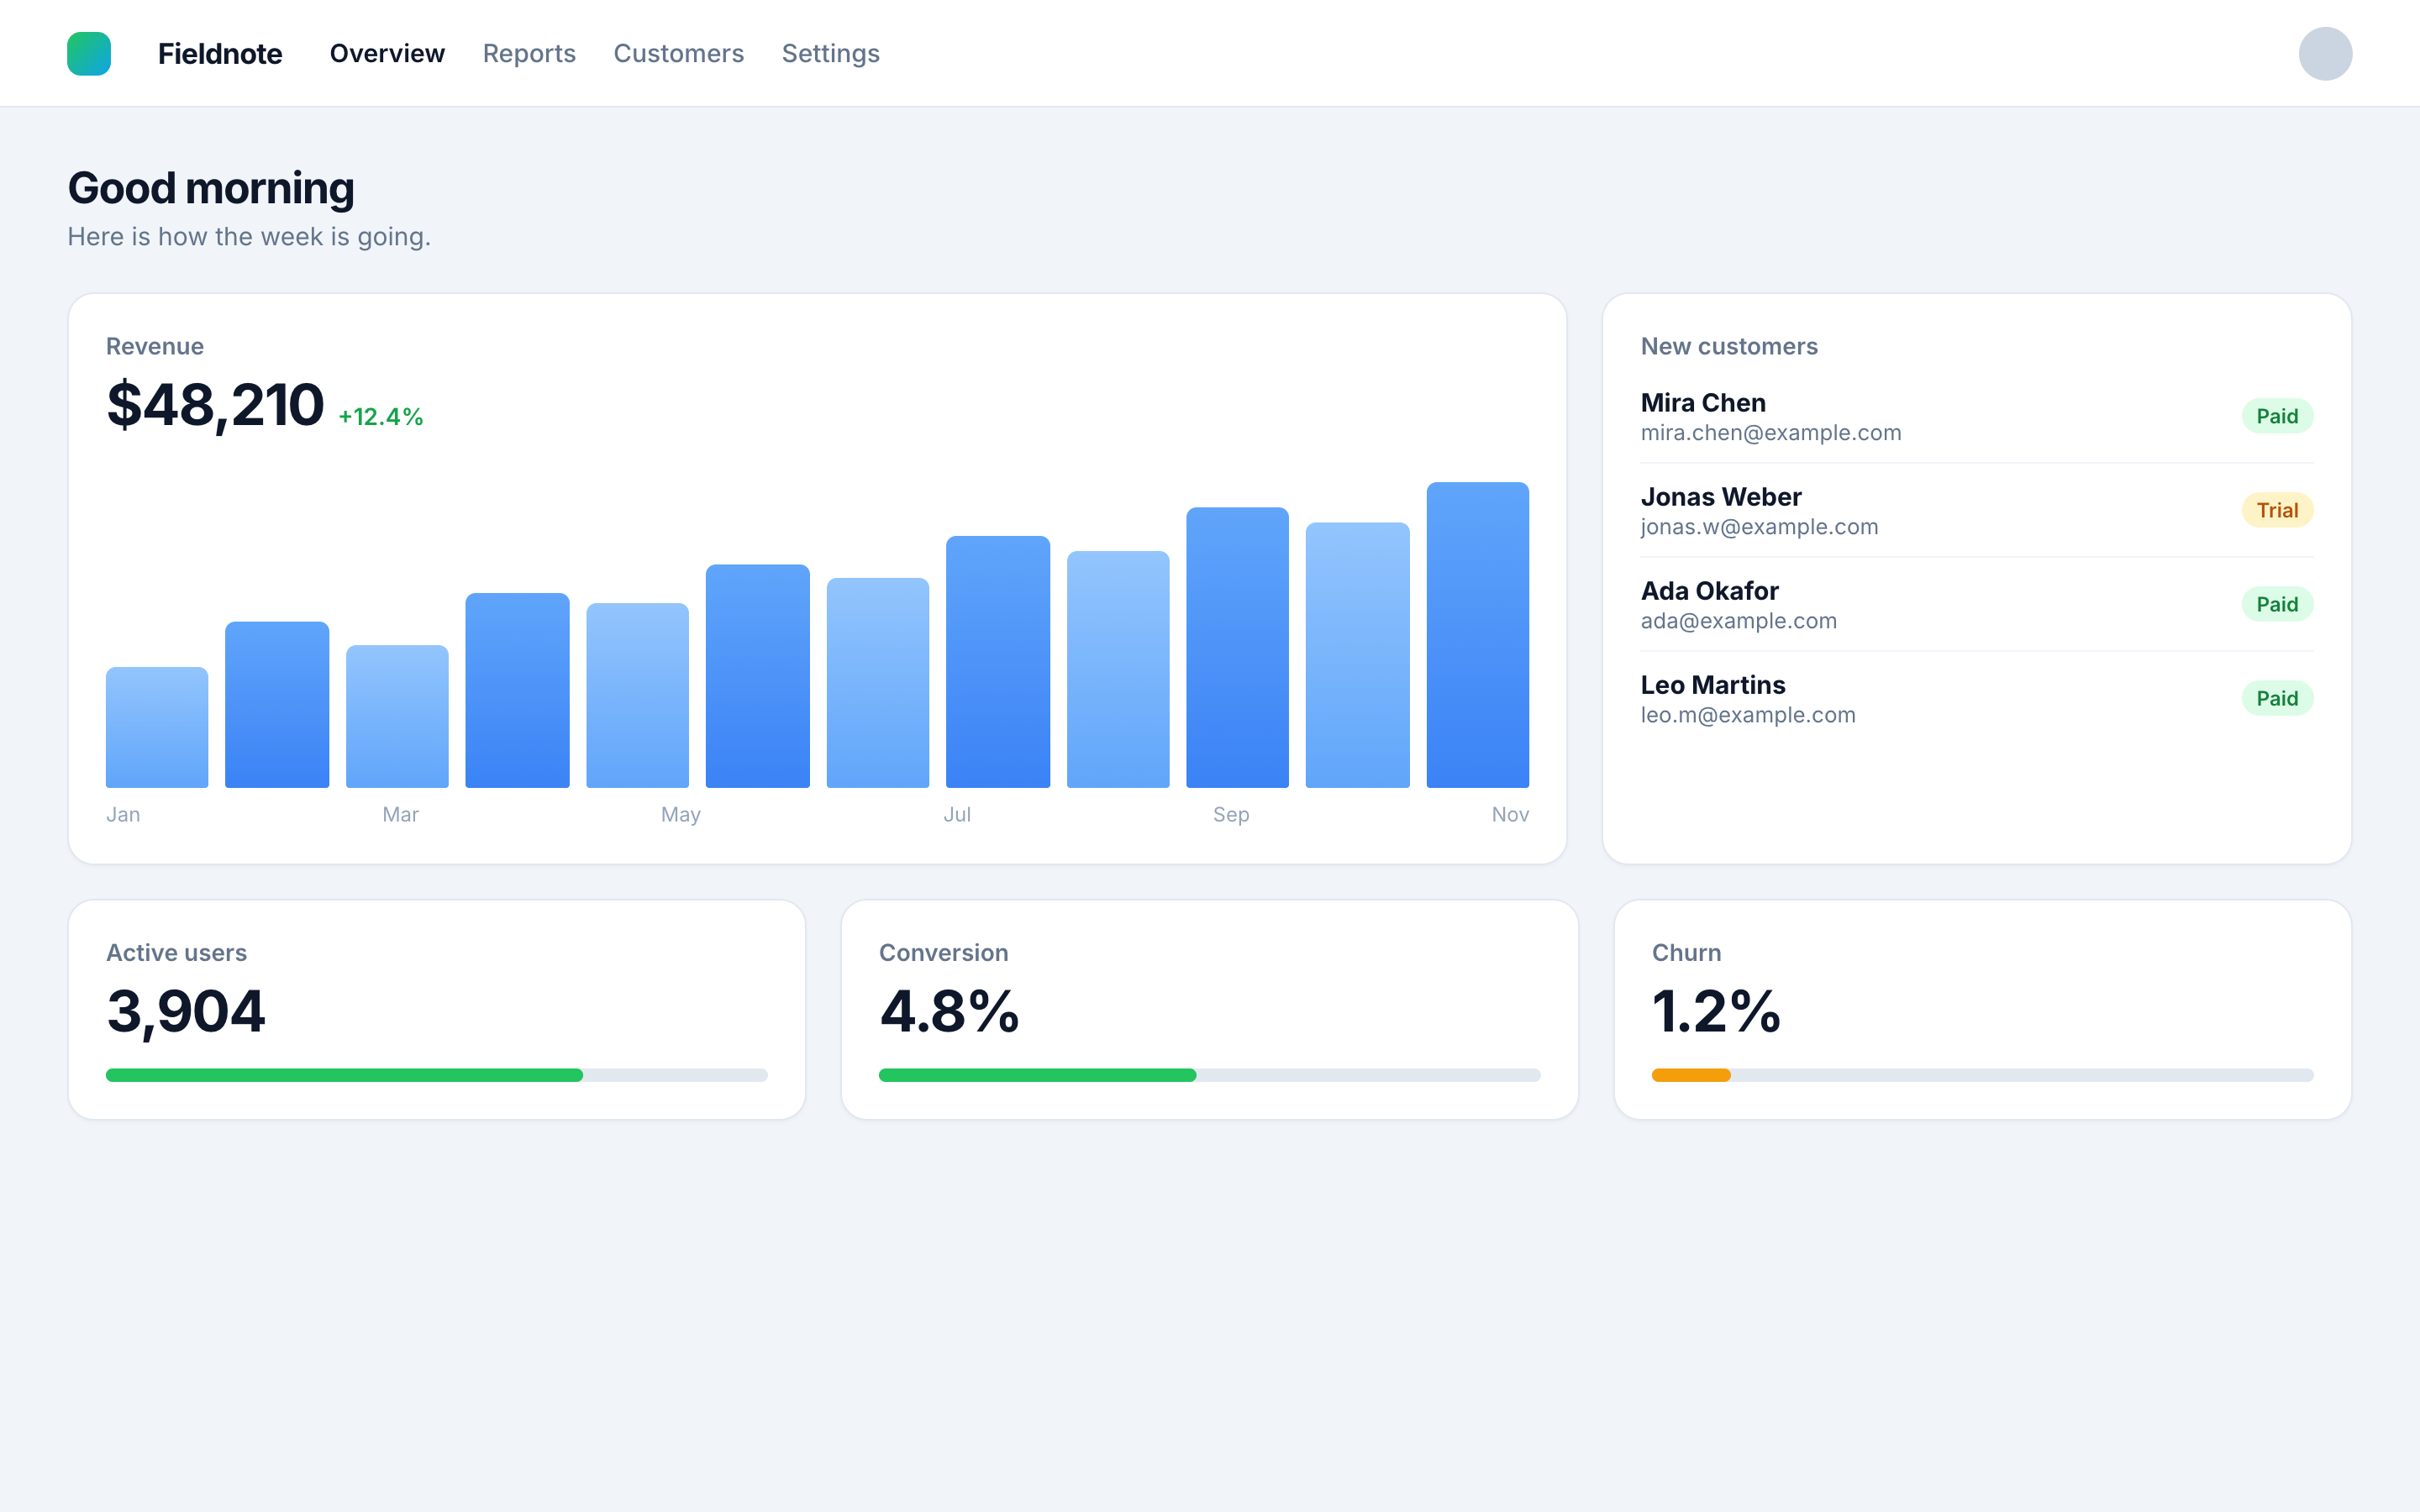 Fieldnote Overview Reports Customers Settings
Good morning
Here is how the week is going.
Revenue
$48,210 +12.4%
Jan Mar May Jul Sep Nov
New customers
Mira Chen
mira.chen@example.com
Paid
Jonas Weber
jonas.w@example.com
Trial
Ada Okafor
ada@example.com
Paid
Leo Martins
leo.m@example.com
Paid
Active users
3,904
Conversion
4.8%
Churn
1.2%